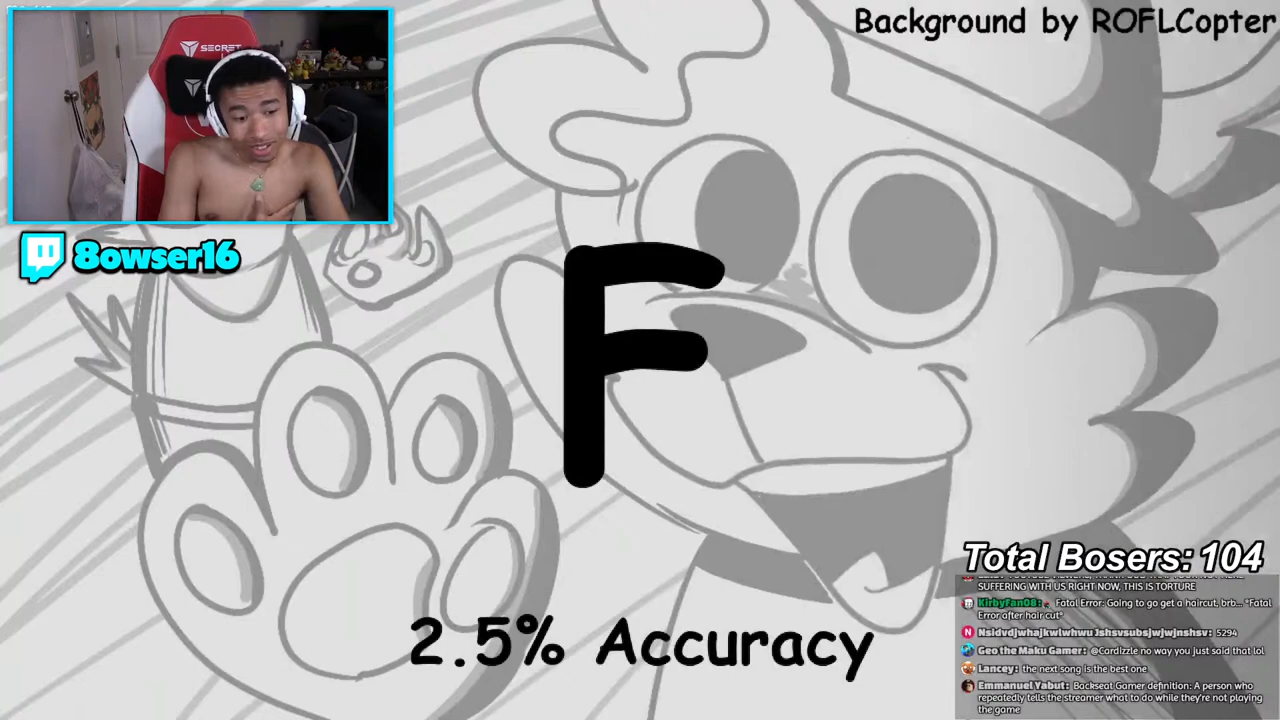 Background by ROFLCopter
SECRET
8owser16
F
2.5% Accuracy
Total Bosers: 104
SUFFERING WITH US RIGHT NOW, THIS IS TORTURE
KirbyFan08: Fatal Error: Going to go get a haircut, brb... *Fatal
Error after hair cut*
Nsidvdjwhajkwlwhwu Jshsvsubsjwjwjnshsv: 5294
Geo the Maku Gamer: @Cardizzle no way you just said that lol
Lancey: the next song is the best one
Emmanuel Yabut: Backseat Gamer definition: A person who
repeatedly tells the streamer what to do while they're not playing
the game